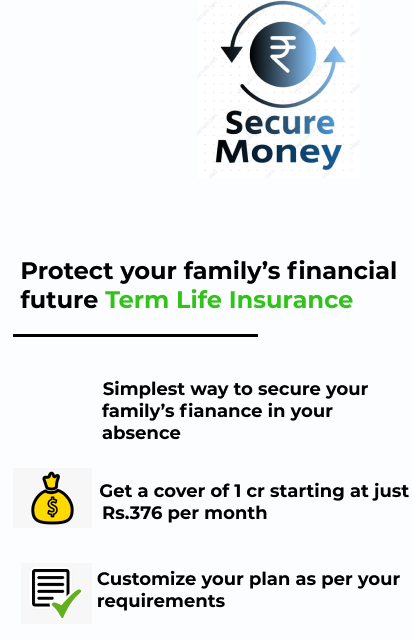 Secure
Money
Protect your family's financial
future Term Life Insurance
Simplest way to secure your
family's fianance in your
absence
Get a cover of 1 cr starting at just
Rs.376 per month
Customize your plan as per your
requirements